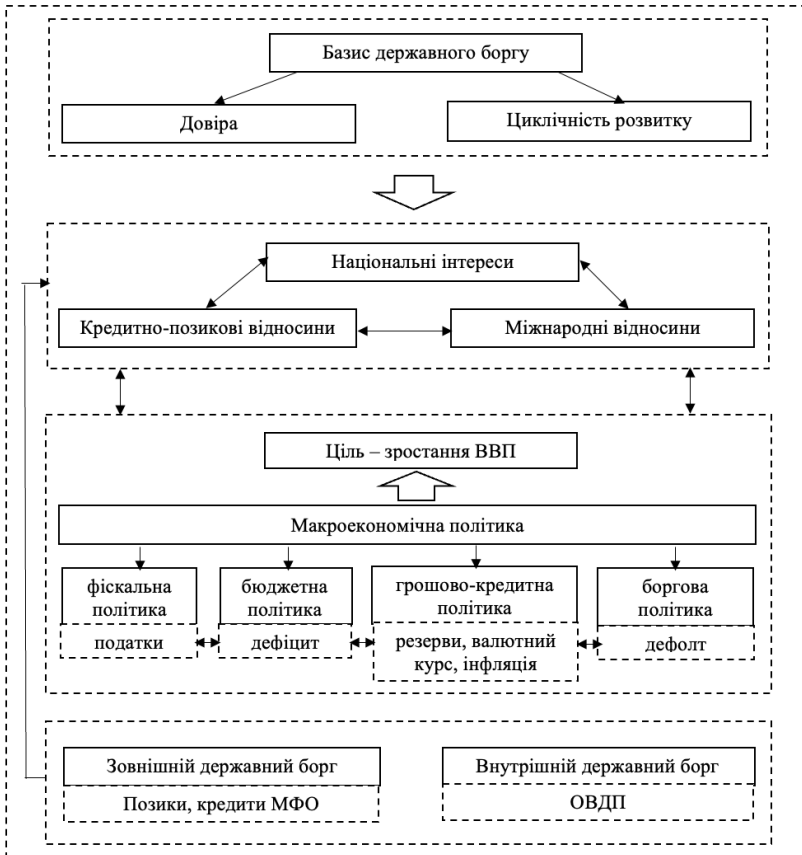 Базис державного боргу
Довіра
Циклічність розвитку
Національні інтереси
Кредитно-позикові відносини
Міжнародні відносини
Ціль – зростання ВВП
Макроекономічна політика
фіскальна
політика
податки
бюджетна
політика
дефіцит
грошово-кредитна
політика
резерви, валютний
курс, інфляція
боргова
політика
дефолт
Зовнішній державний борг
Позики, кредити МФО
Внутрішній державний борг
ОВДП